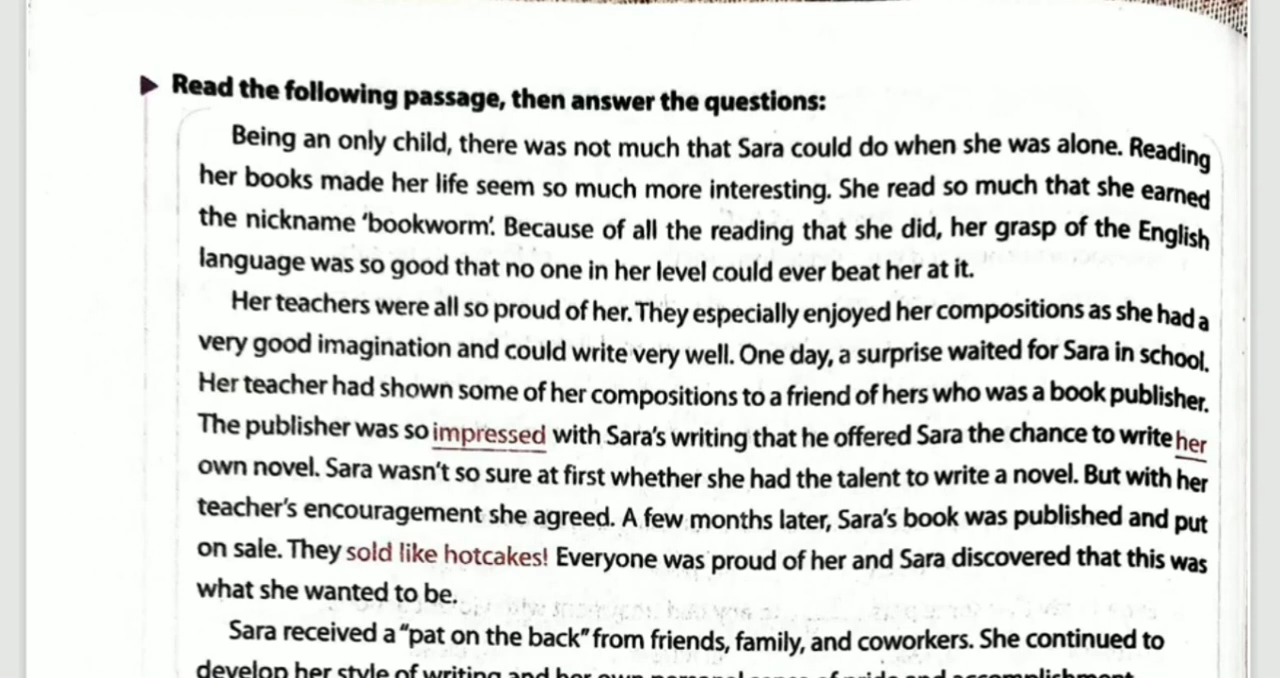 Read the following passage, then answer the questions:
Being an only child, there was not much that Sara could do when she was alone. Reading
her books made her life seem so much more interesting. She read so much that she earned
the nickname 'bookworm'. Because of all the reading that she did, her grasp of the English
language was so good that no one in her level could ever beat her at it.
Her teachers were all so proud of her. They especially enjoyed her compositions as she had a
very good imagination and could write very well. One day, a surprise waited for Sara in school.
Her teacher had shown some of her compositions to a friend of hers who was a book publisher.
The publisher was so impressed with Sara's writing that he offered Sara the chance to write her
own novel. Sara wasn't so sure at first whether she had the talent to write a novel. But with her
teacher's encouragement she agreed. A few months later, Sara's book was published and put
on sale. They sold like hotcakes! Everyone was proud of her and Sara discovered that this was
what she wanted to be.
Sara received a "pat on the back" from friends, family, and coworkers. She continued to
develop her style of writing and her own personal sense of pride and accomplishment